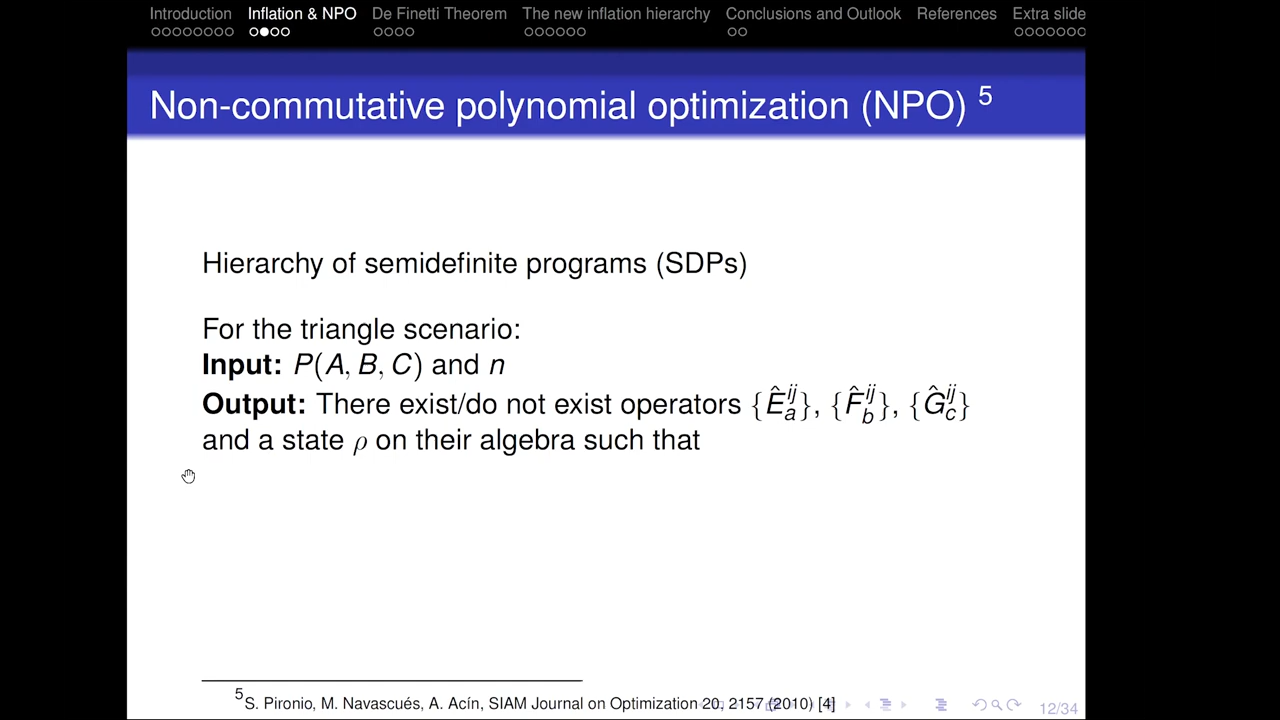 Introduction Inflation & NPO De Finetti Theorem The new inflation hierarchy Conclusions and Outlook References Extra slide
Non-commutative polynomial optimization (NPO) 5
Hierarchy of semidefinite programs (SDPs)
For the triangle scenario:
Input: P(A, B, C) and n
Output: There exist/do not exist operators {Ê_a^{ij}}, {F̂_b^{ij}}, {Ĝ_c^{ij}}
and a state ρ on their algebra such that
5 S. Pironio, M. Navascués, A. Acín, SIAM Journal on Optimization 20, 2157 (2010) [4]
12/34